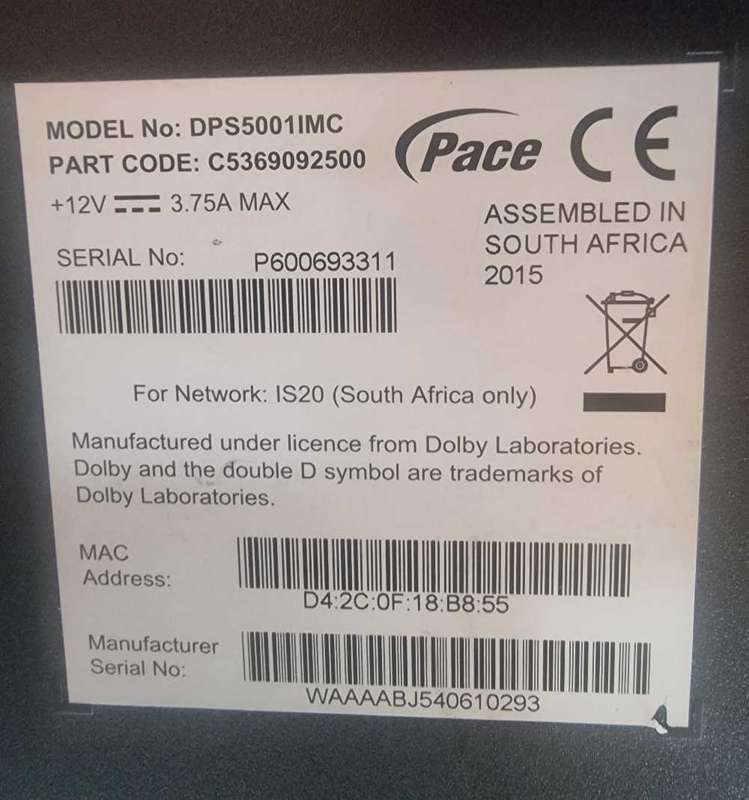 MODEL No: DPS5001IMC
PART CODE: C5369092500
+12V 3.75A MAX
Pace CE
ASSEMBLED IN
SOUTH AFRICA
2015
SERIAL No: P600693311
For Network: IS20 (South Africa only)
Manufactured under licence from Dolby Laboratories.
Dolby and the double D symbol are trademarks of
Dolby Laboratories.
MAC
Address:
D4:2C:0F:18:B8:55
Manufacturer
Serial No:
WAAAABJ540610293